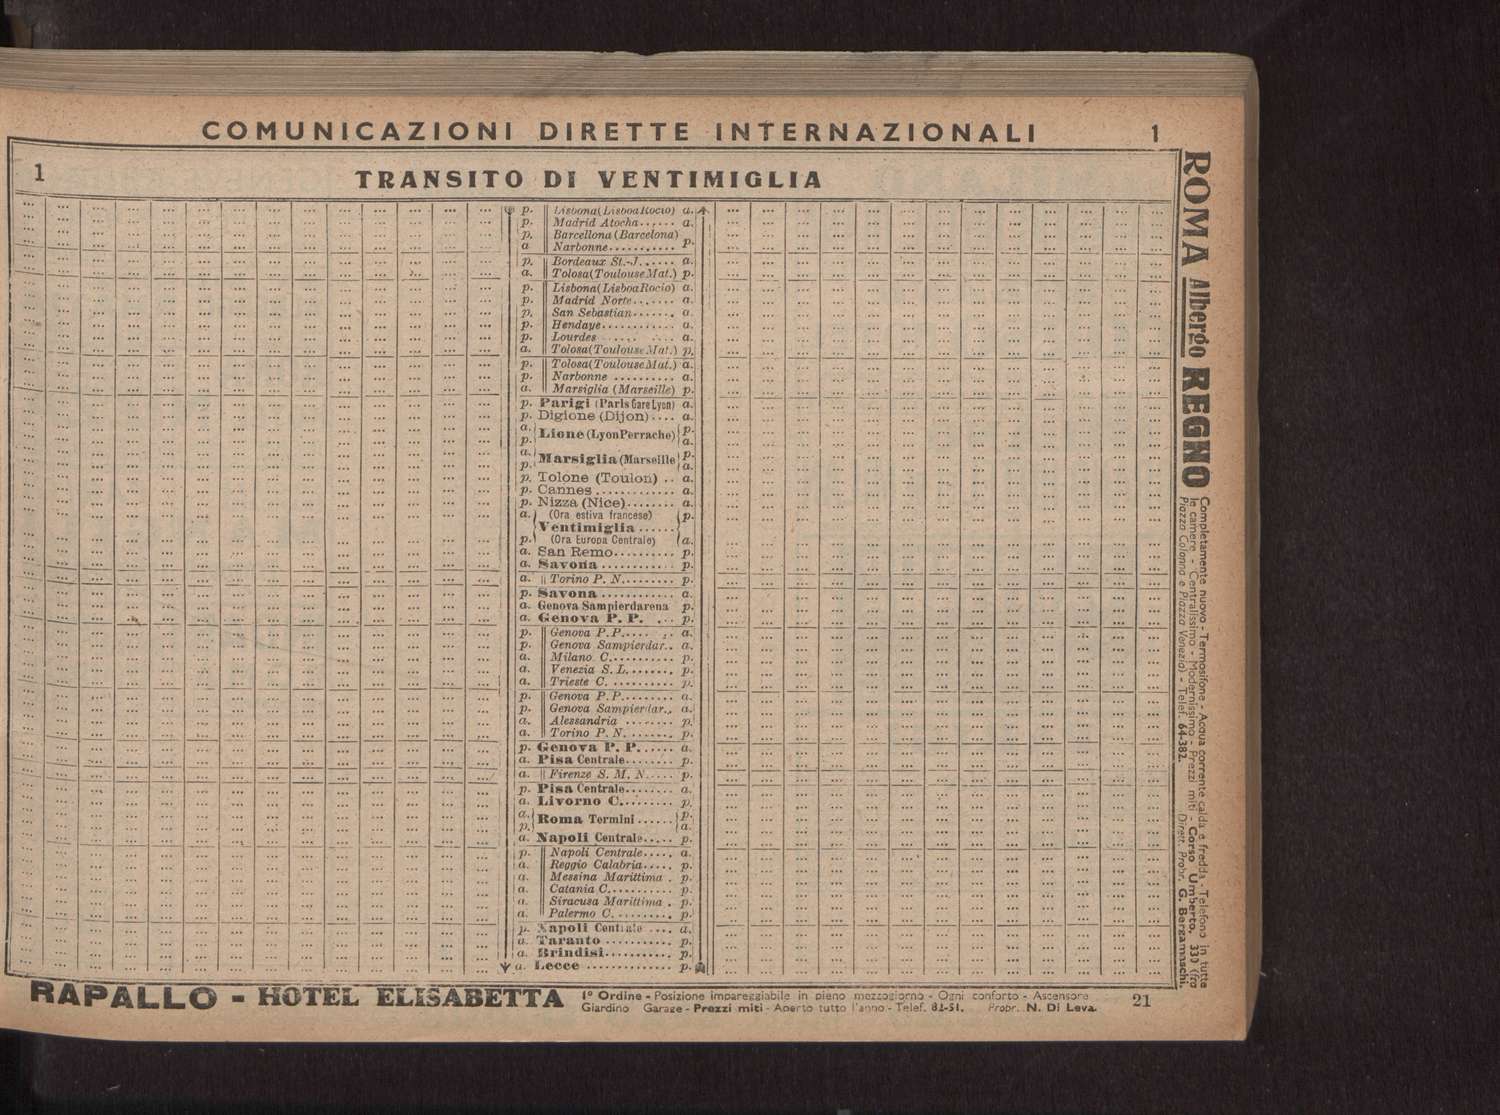 COMUNICAZIONI DIRETTE INTERNAZIONALI 1
1 TRANSITO DI VENTIMIGLIA
p. Lisbona (Lisboa Rocio) a.
p. Madrid Atocha...... a.
p. Barcellona (Barcelona)
a Narbonne........... p.
p. Bordeaux St.-J...... a.
a. Tolosa (Toulouse Mat.) p.
p. Lisbona (Lisboa Rocio) a.
p. Madrid Norte....... a.
p. San Sebastian....... a.
p. Hendaye............ a.
p. Lourdes ............ a.
a. Tolosa (Toulouse Mat.) p.
p. Tolosa (Toulouse Mat.) a.
p. Narbonne .......... a.
a. Marsiglia (Marseille) p.
p. Parigi (Paris Gare Lyon) a.
p. Digione (Dijon).... a.
a. p.
Lione (Lyon Perrache)
p. a.
a. p.
Marsiglia (Marseille
p. a.
p. Tolone (Toulon) .. a.
p. Cannes ............ a.
p. Nizza (Nice)........ a.
a. (Ora estiva francese) p.
Ventimiglia ......
p. (Ora Europa Centrale) a.
a. San Remo.......... p.
a. Savona ............ p.
a. Torino P. N......... p.
p. Savona ............ a.
a. Genova Sampierdarena p.
a. Genova P. P. ... p.
p. Genova P. P..... .. a.
p. Genova Sampierdar.. a.
a. Milano C........... p.
a. Venezia S. L........ p.
a. Trieste C. .......... p.
p. Genova P. P......... a.
p. Genova Sampierdar.. a.
a. Alessandria ........ p.
a. Torino P. N. ....... p.
p. Genova P. P. ..... a.
a. Pisa Centrale........ p.
a. Firenze S. M. N..... p.
p. Pisa Centrale........ a.
a. Livorno C......... p.
a. p.
Roma Termini ......
p. a.
a. Napoli Centrale..... p.
p. Napoli Centrale..... a.
a. Reggio Calabria..... p.
a. Messina Marittima . p.
a. Catania C........... p.
a. Siracusa Marittima . p.
a. Palermo C. ......... p.
p. Napoli Centrale .... a.
a. Taranto ........... p.
a. Brindisi........... p.
a. Lecce ............. p.
ROMA Albergo REGNO
Completamente nuovo - Termosifone - Acqua corrente calda e fredda - Telefono in tutte
le camere - Centralissimo - Modernissimo - Prezzi miti - Corso Umberto, 330 (fra
Piazza Colonna e Piazza Venezia) - Telef. 64-382. Dirett. Propr. G. Bergamaschi.
RAPALLO - HOTEL ELISABETTA
1° Ordine - Posizione impareggiabile in pieno mezzogiorno - Ogni conforto - Ascensore
Giardino Garage - Prezzi miti - Aperto tutto l'anno - Telef. 82-51. Propr. N. Di Leva.
21